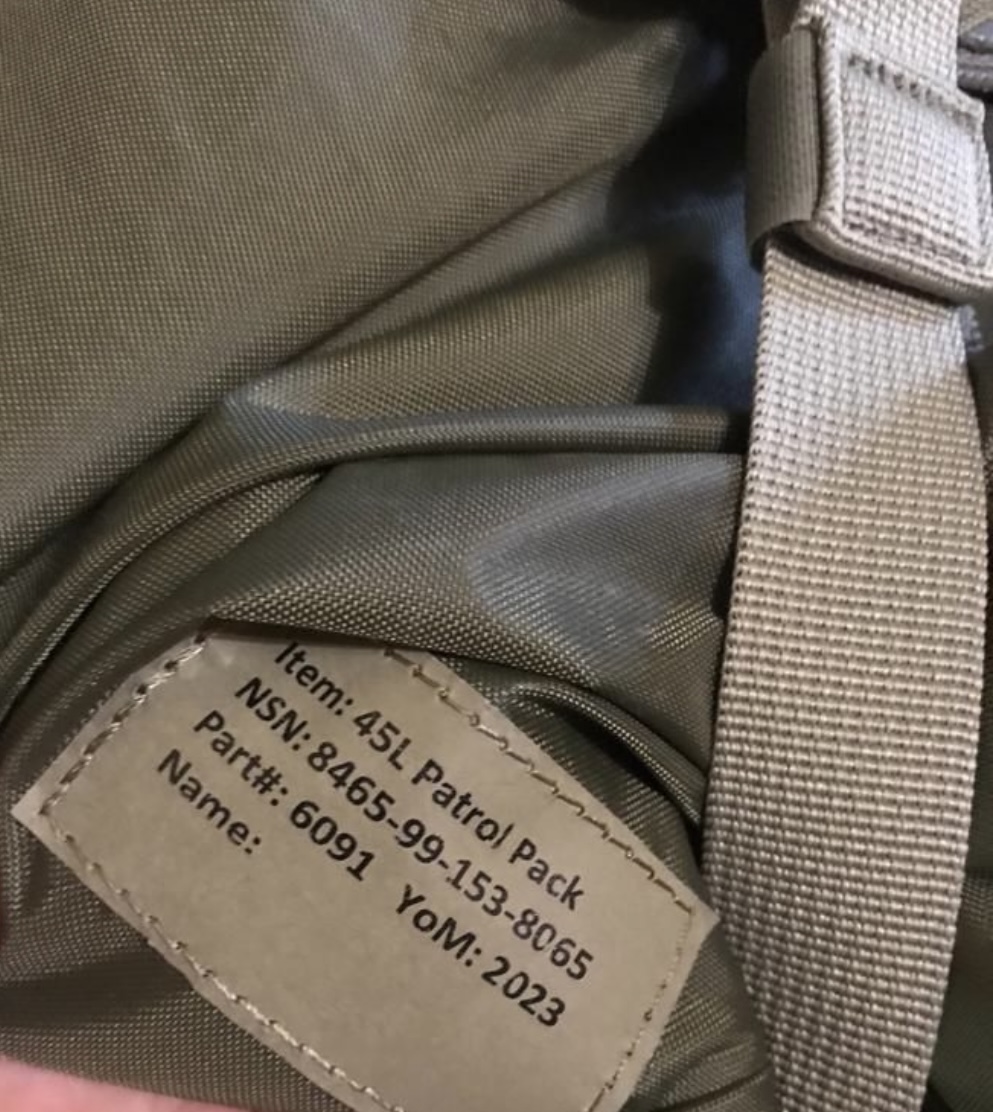 Item: 45L Patrol Pack
NSN: 8465-99-153-8065
Part#: 6091 YoM: 2023
Name: